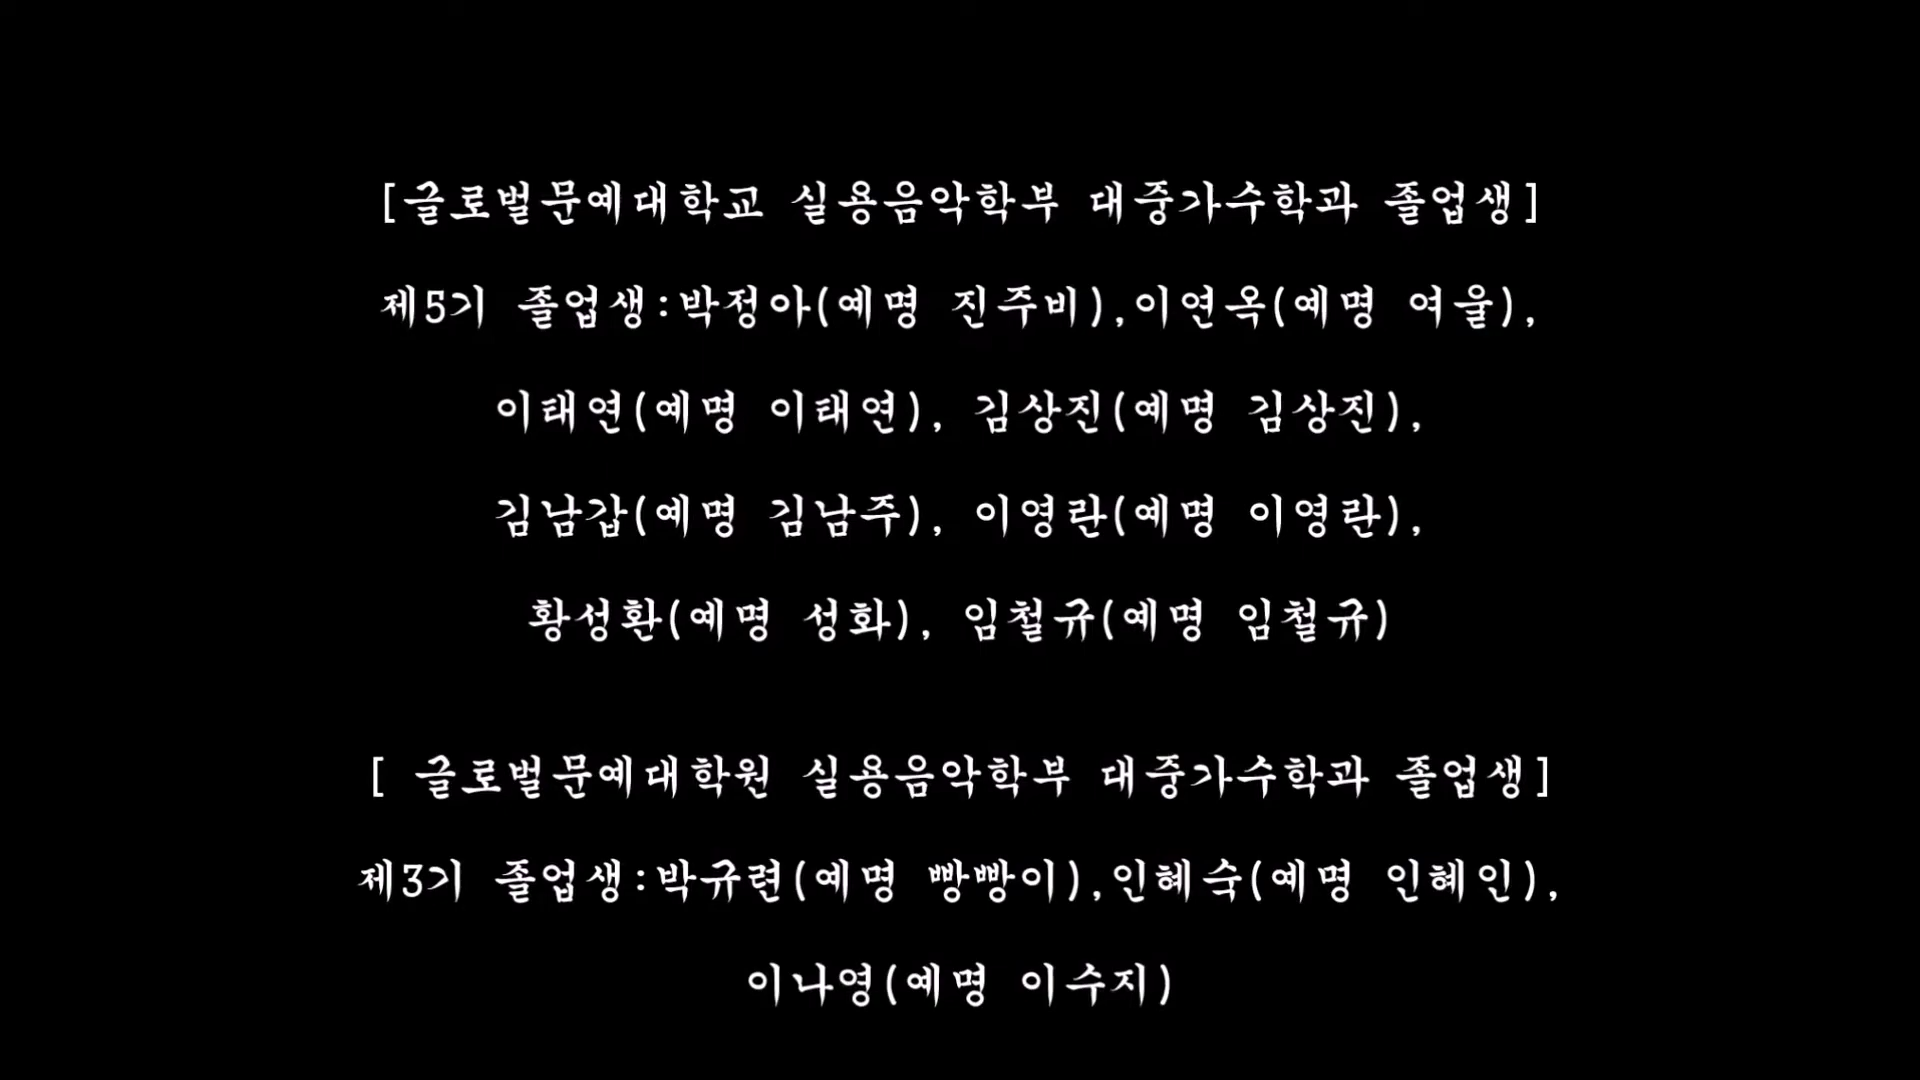 [글로벌문예대학교 실용음악학부 대중가수학과 졸업생]
제5기 졸업생:박정아(예명 진주비),이연옥(예명 여울),
이태연(예명 이태연), 김상진(예명 김상진),
김남갑(예명 김남주), 이영란(예명 이영란),
황성환(예명 성화), 임철규(예명 임철규)
[ 글로벌문예대학원 실용음악학부 대중가수학과 졸업생]
제3기 졸업생:박규련(예명 빵빵이),인혜숙(예명 인혜인),
이나영(예명 이수지)